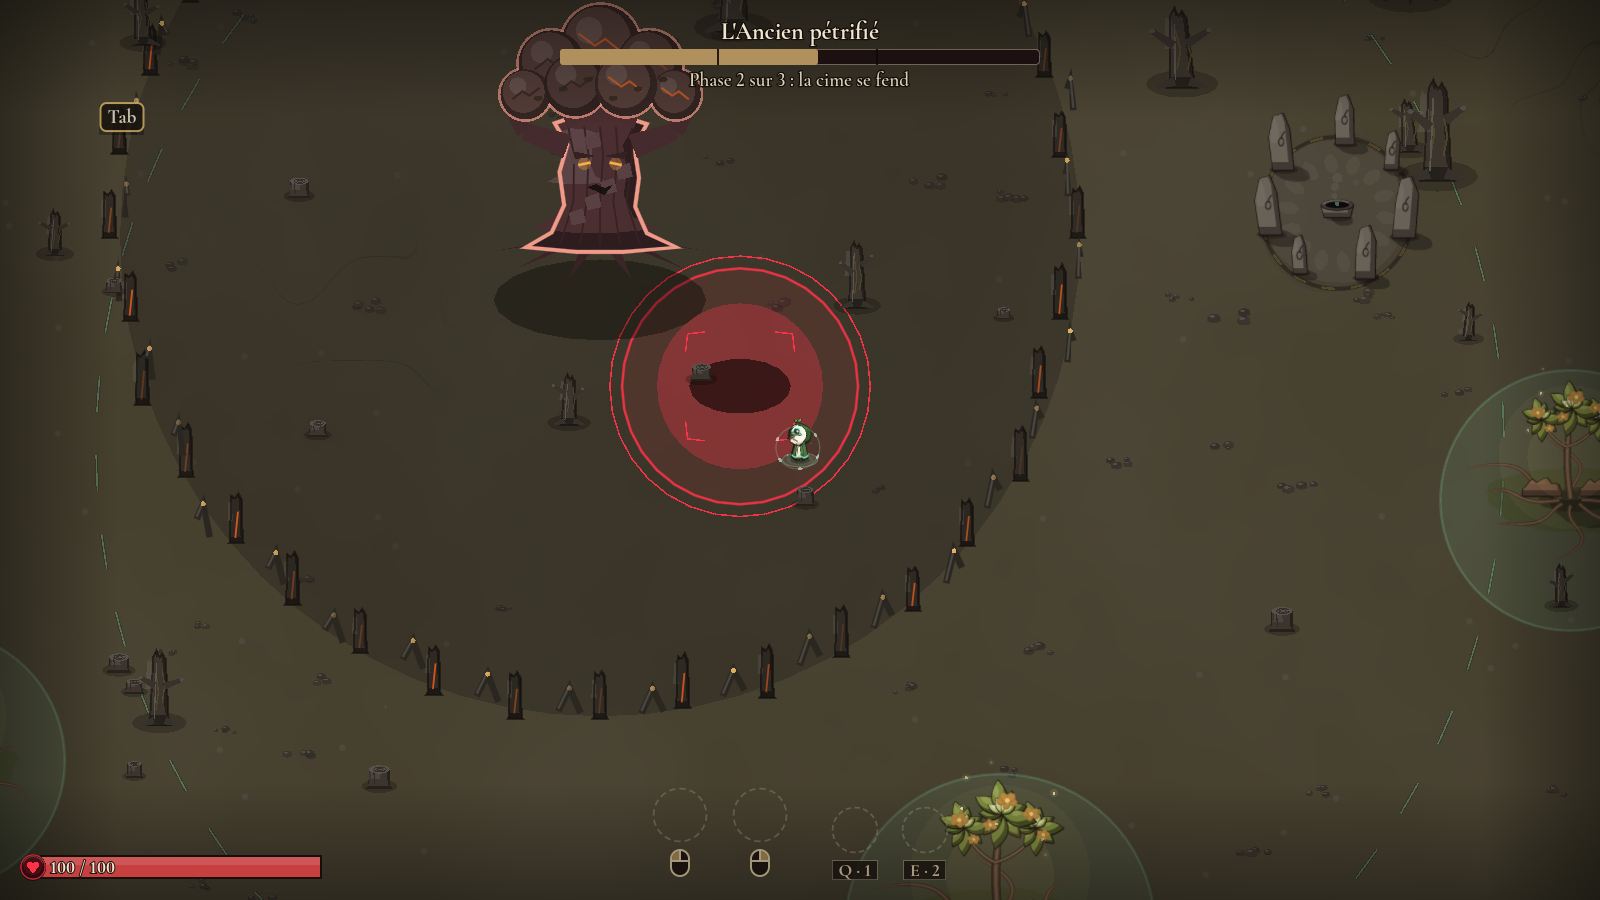 L'Ancien pétrifié
Phase 2 sur 3 : la cime se fend
Tab
100 / 100
Q · 1
E · 2